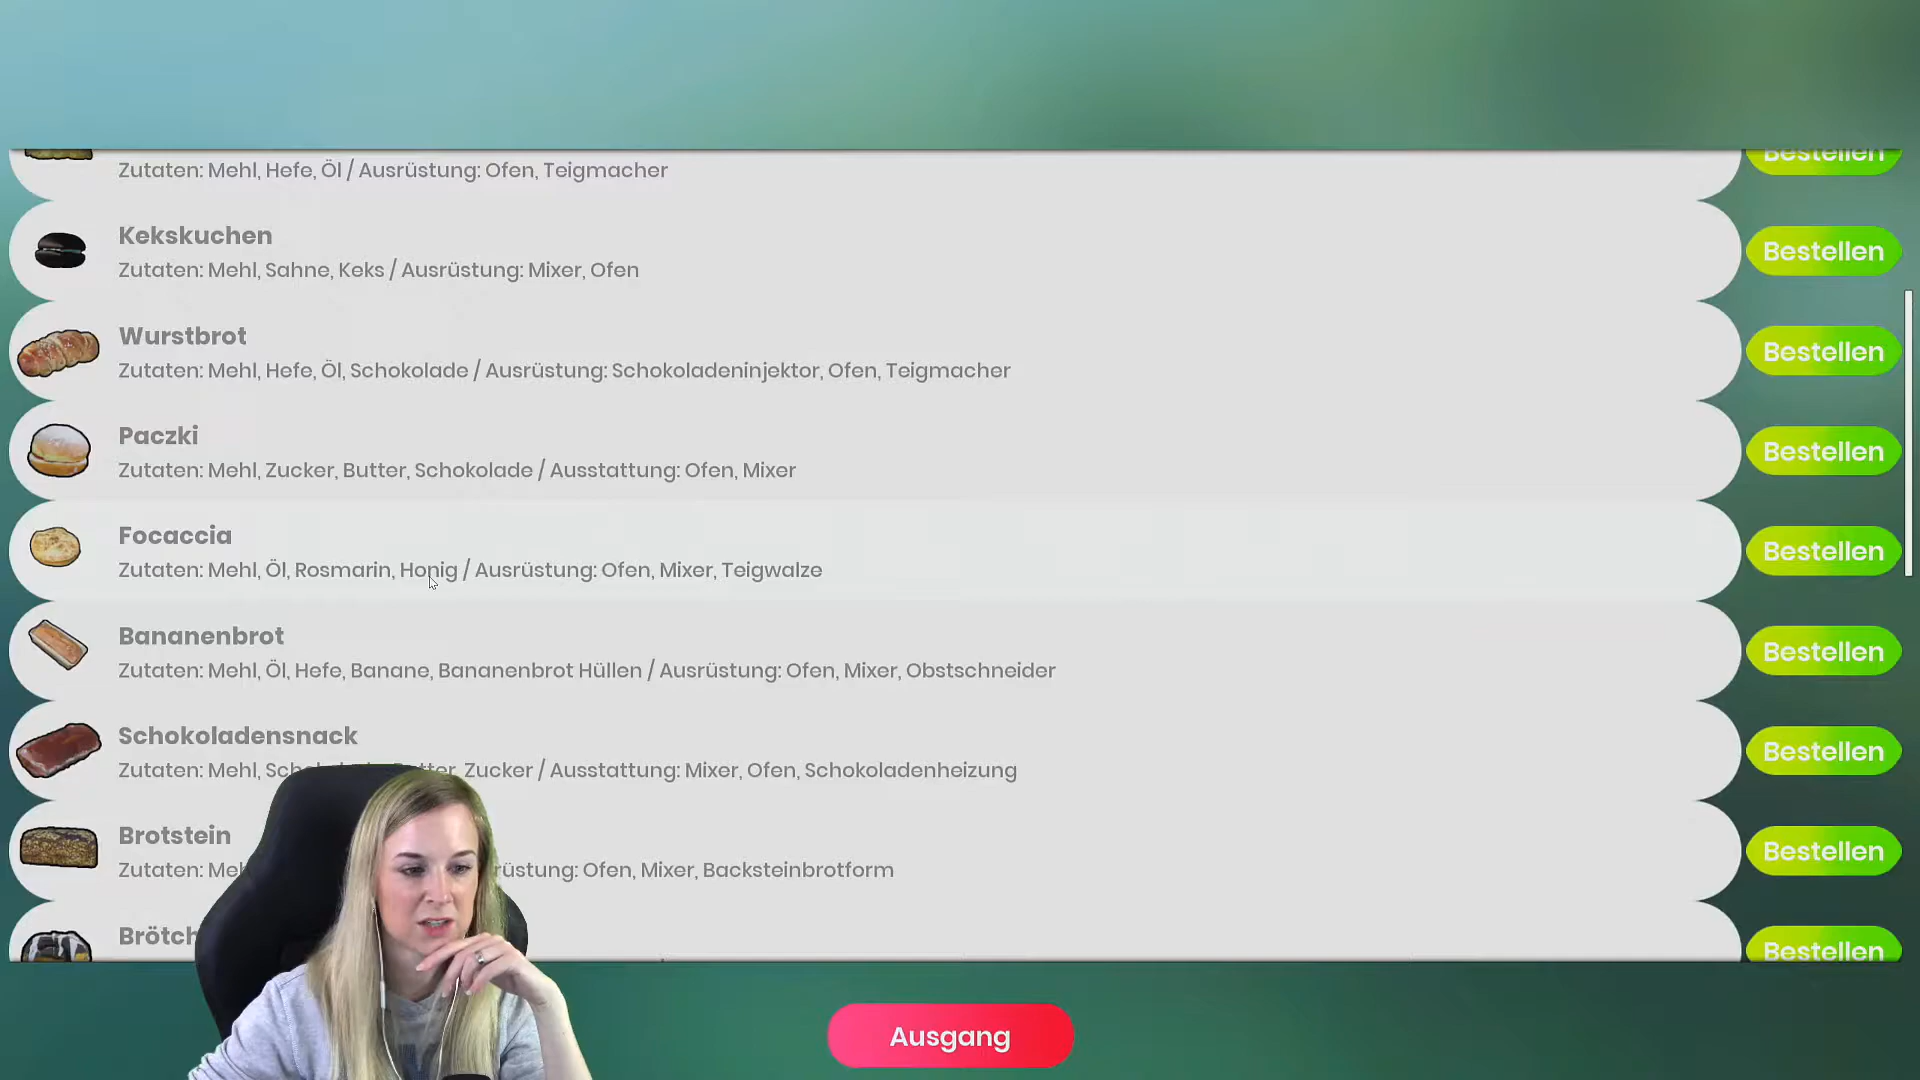 Zutaten: Mehl, Hefe, Öl / Ausrüstung: Ofen, Teigmacher
Bestellen
Kekskuchen
Zutaten: Mehl, Sahne, Keks / Ausrüstung: Mixer, Ofen
Bestellen
Wurstbrot
Zutaten: Mehl, Hefe, Öl, Schokolade / Ausrüstung: Schokoladeninjektor, Ofen, Teigmacher
Bestellen
Paczki
Zutaten: Mehl, Zucker, Butter, Schokolade / Ausstattung: Ofen, Mixer
Bestellen
Focaccia
Zutaten: Mehl, Öl, Rosmarin, Honig / Ausrüstung: Ofen, Mixer, Teigwalze
Bestellen
Bananenbrot
Zutaten: Mehl, Öl, Hefe, Banane, Bananenbrot Hüllen / Ausrüstung: Ofen, Mixer, Obstschneider
Bestellen
Schokoladensnack
Zutaten: Mehl, Zucker / Ausstattung: Mixer, Ofen, Schokoladenheizung
Bestellen
Brotstein
Zutaten: Ofen, Mixer, Backsteinbrotform
Bestellen
Bestellen
Ausgang